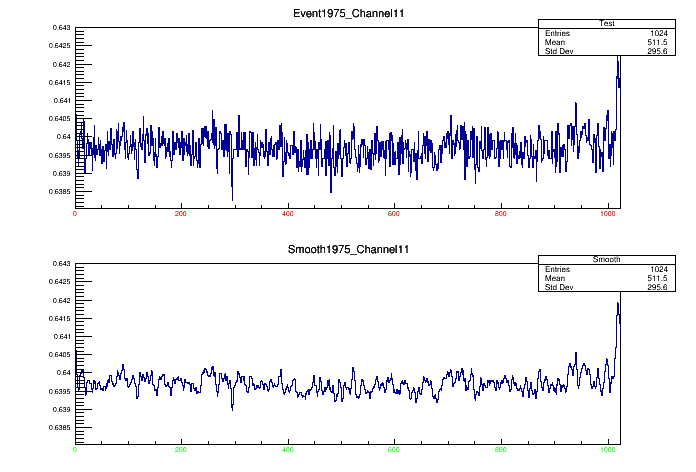 Event1975_Channel11
Test
Entries 1024
Mean 511.5
Std Dev 295.6
0.643
0.6425
0.642
0.6415
0.641
0.6405
0.64
0.6395
0.639
0.6385
0 200 400 600 800 1000
Smooth1975_Channel11
Smooth
Entries 1024
Mean 511.5
Std Dev 295.6
0.643
0.6425
0.642
0.6415
0.641
0.6405
0.64
0.6395
0.639
0.6385
0 200 400 600 800 1000